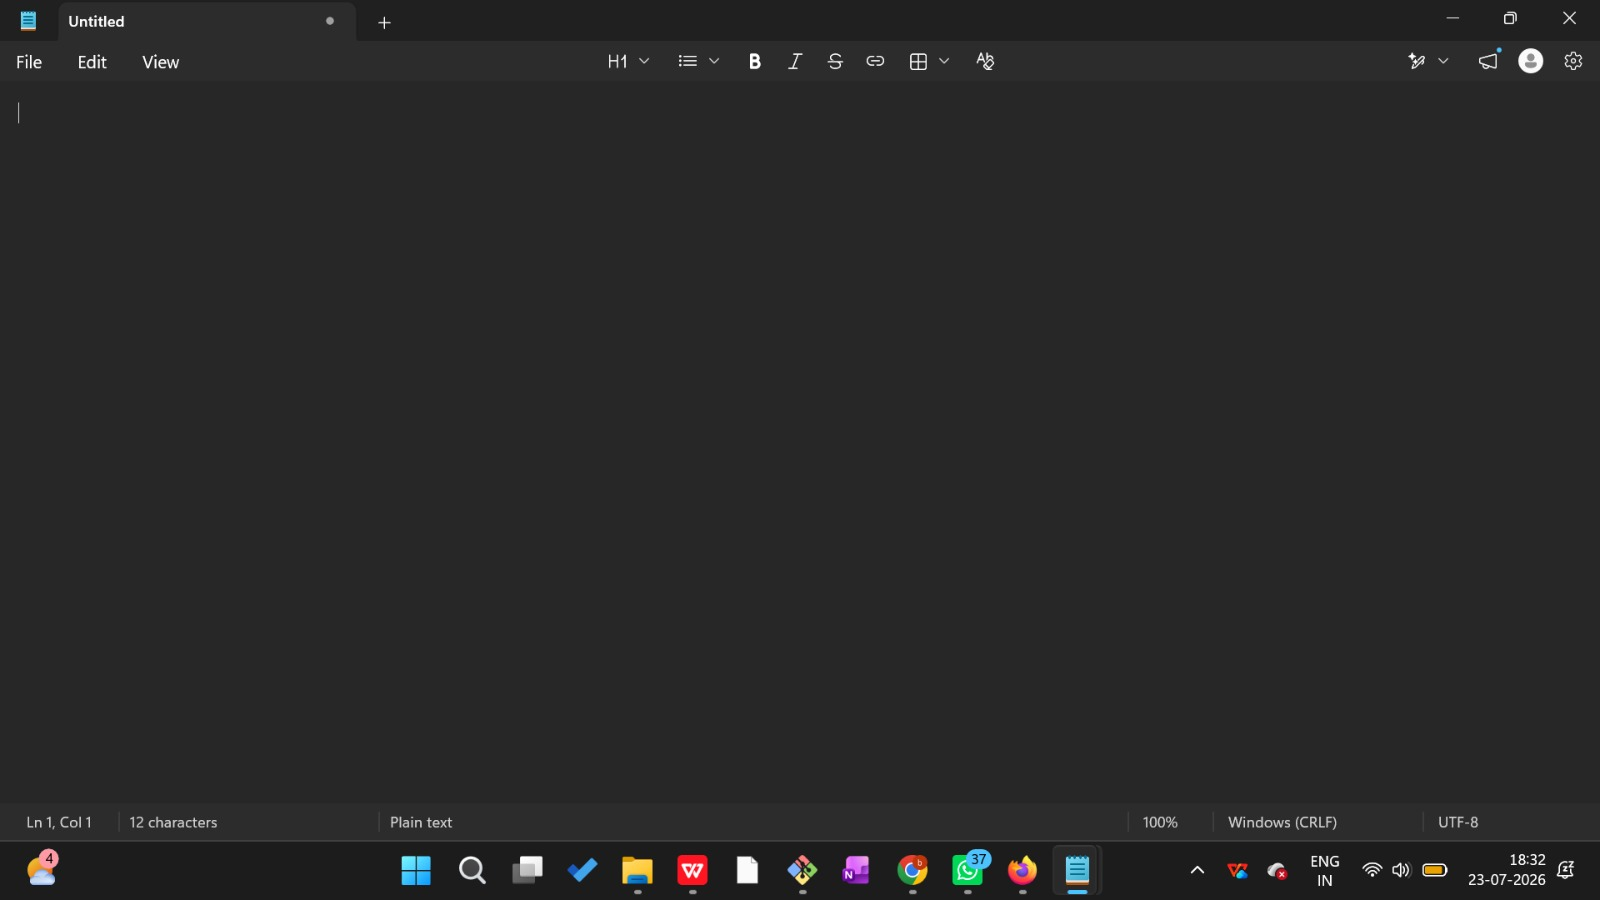 Untitled
File Edit View H1 B I S
Ln 1, Col 1 12 characters Plain text 100% Windows (CRLF) UTF-8
4 W N b 37 ENG 18:32
IN 23-07-2026